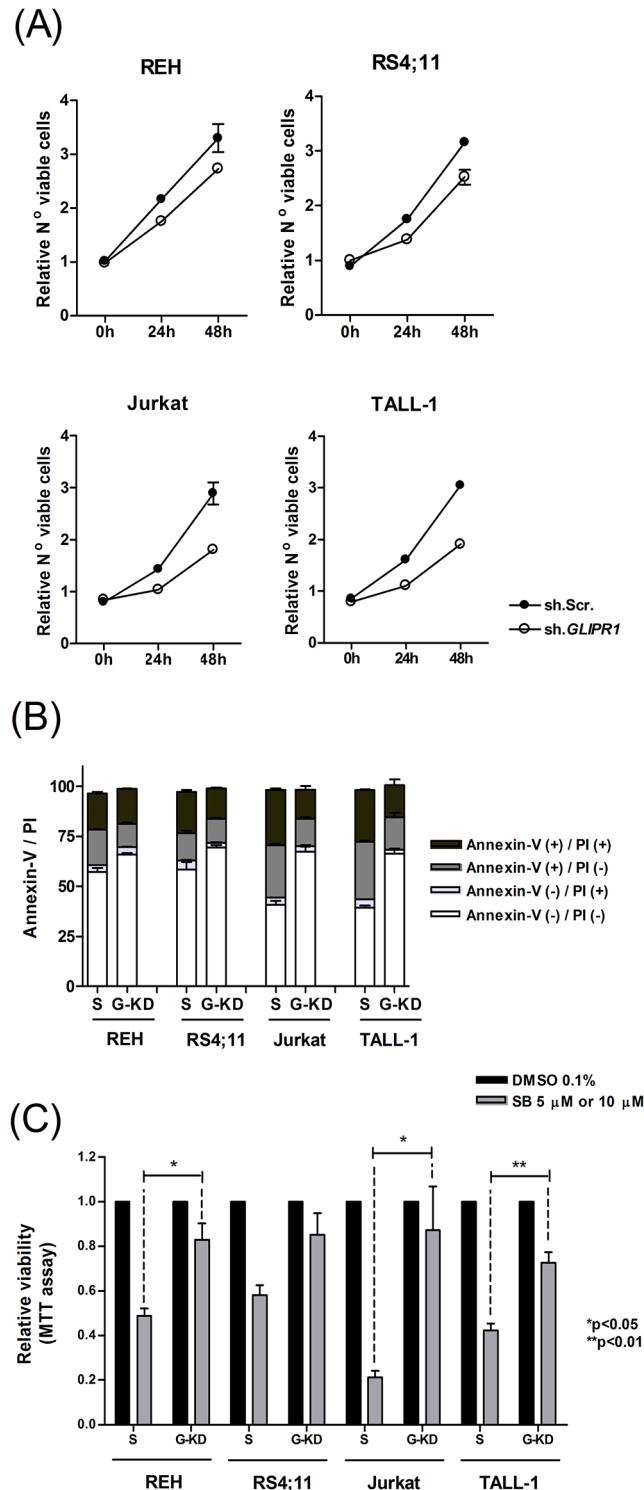 (A)
REH
RS4;11
Relative N° viable cells
4
3
2
1
0
0h 24h 48h
Relative N° viable cells
4
3
2
1
0
0h 24h 48h
Jurkat
TALL-1
Relative N° viable cells
4
3
2
1
0
0h 24h 48h
Relative N° viable cells
4
3
2
1
0
0h 24h 48h
sh.Scr.
sh.GLIPR1
(B)
Annexin-V / PI
100
75
50
25
0
S G-KD S G-KD S G-KD S G-KD
REH RS4;11 Jurkat TALL-1
Annexin-V (+) / PI (+)
Annexin-V (+) / PI (-)
Annexin-V (-) / PI (+)
Annexin-V (-) / PI (-)
DMSO 0.1%
SB 5 µM or 10 µM
(C)
Relative viability
(MTT assay)
1.2
1.0
0.8
0.6
0.4
0.2
0.0
* * **
*p<0.05
**p<0.01
S G-KD S G-KD S G-KD S G-KD
REH RS4;11 Jurkat TALL-1